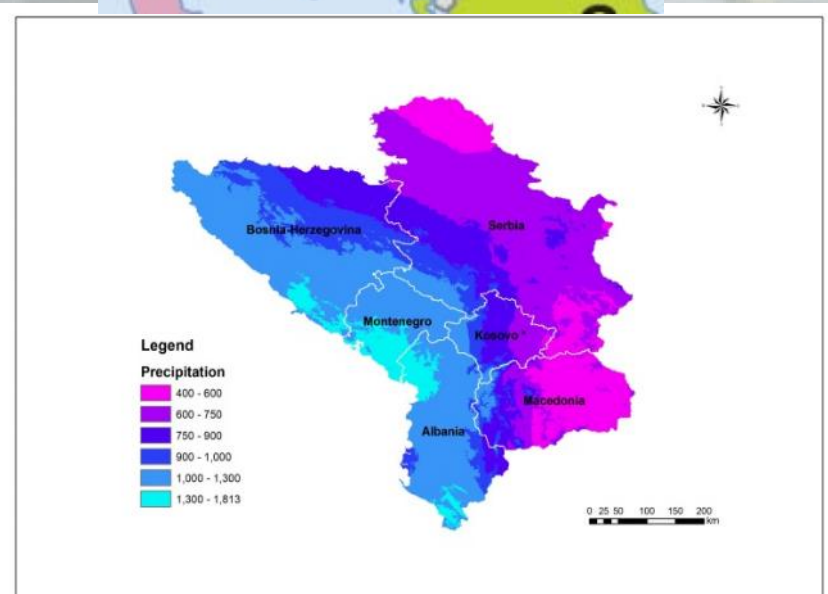 Serbia
Bosnia-Herzegovina
Montenegro
Kosovo *
Macedonia
Albania
Legend
Precipitation
400 - 600
600 - 750
750 - 900
900 - 1,000
1,000 - 1,300
1,300 - 1,813
0 25 50 100 150 200
km